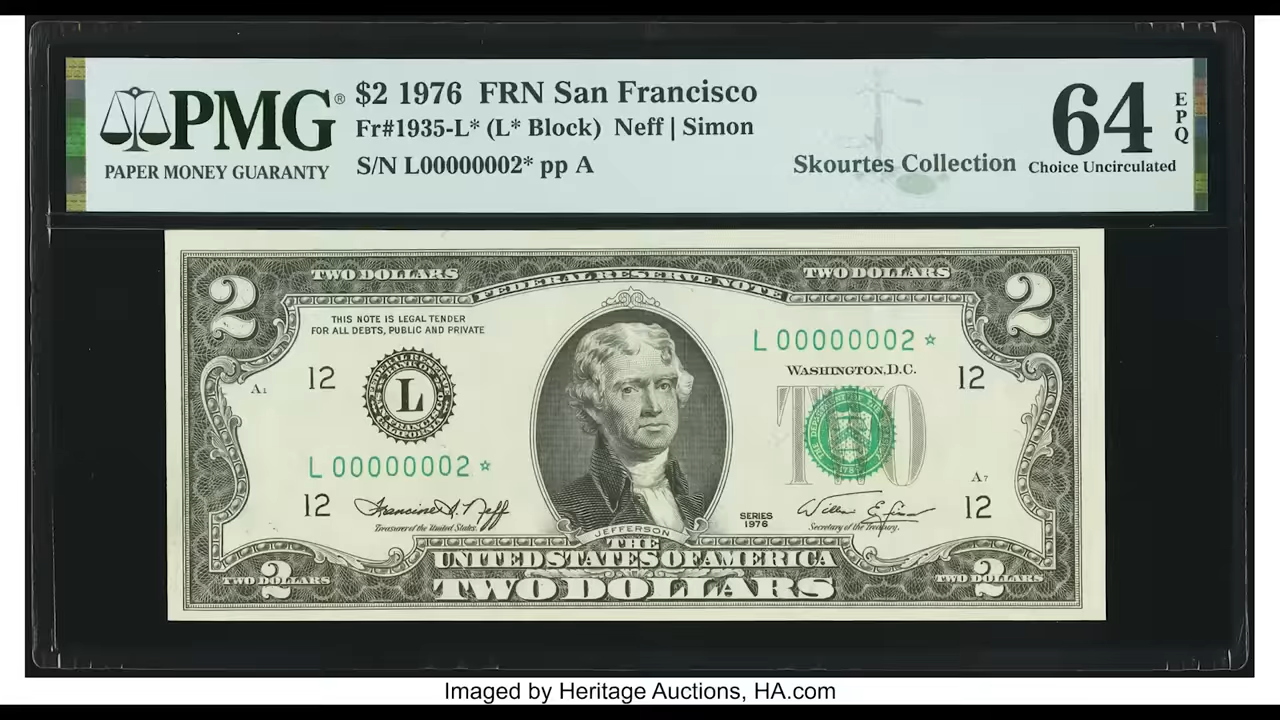 PMG®
PAPER MONEY GUARANTY
$2 1976 FRN San Francisco
Fr#1935-L* (L* Block) Neff | Simon
S/N L00000002* pp A
Skourtes Collection
64
Choice Uncirculated
EPQ
2
TWO DOLLARS
FEDERAL RESERVE NOTE
TWO DOLLARS
2
THIS NOTE IS LEGAL TENDER
FOR ALL DEBTS, PUBLIC AND PRIVATE
L 00000002 *
WASHINGTON, D.C.
A1
12
L
12
TWO
L 00000002 *
A7
12
Francine I. Neff
Treasurer of the United States.
SERIES
1976
Secretary of the Treasury.
12
JEFFERSON
THE
UNITED STATES OF AMERICA
TWO DOLLARS
TWO DOLLARS
2
TWO DOLLARS
2
Imaged by Heritage Auctions, HA.com